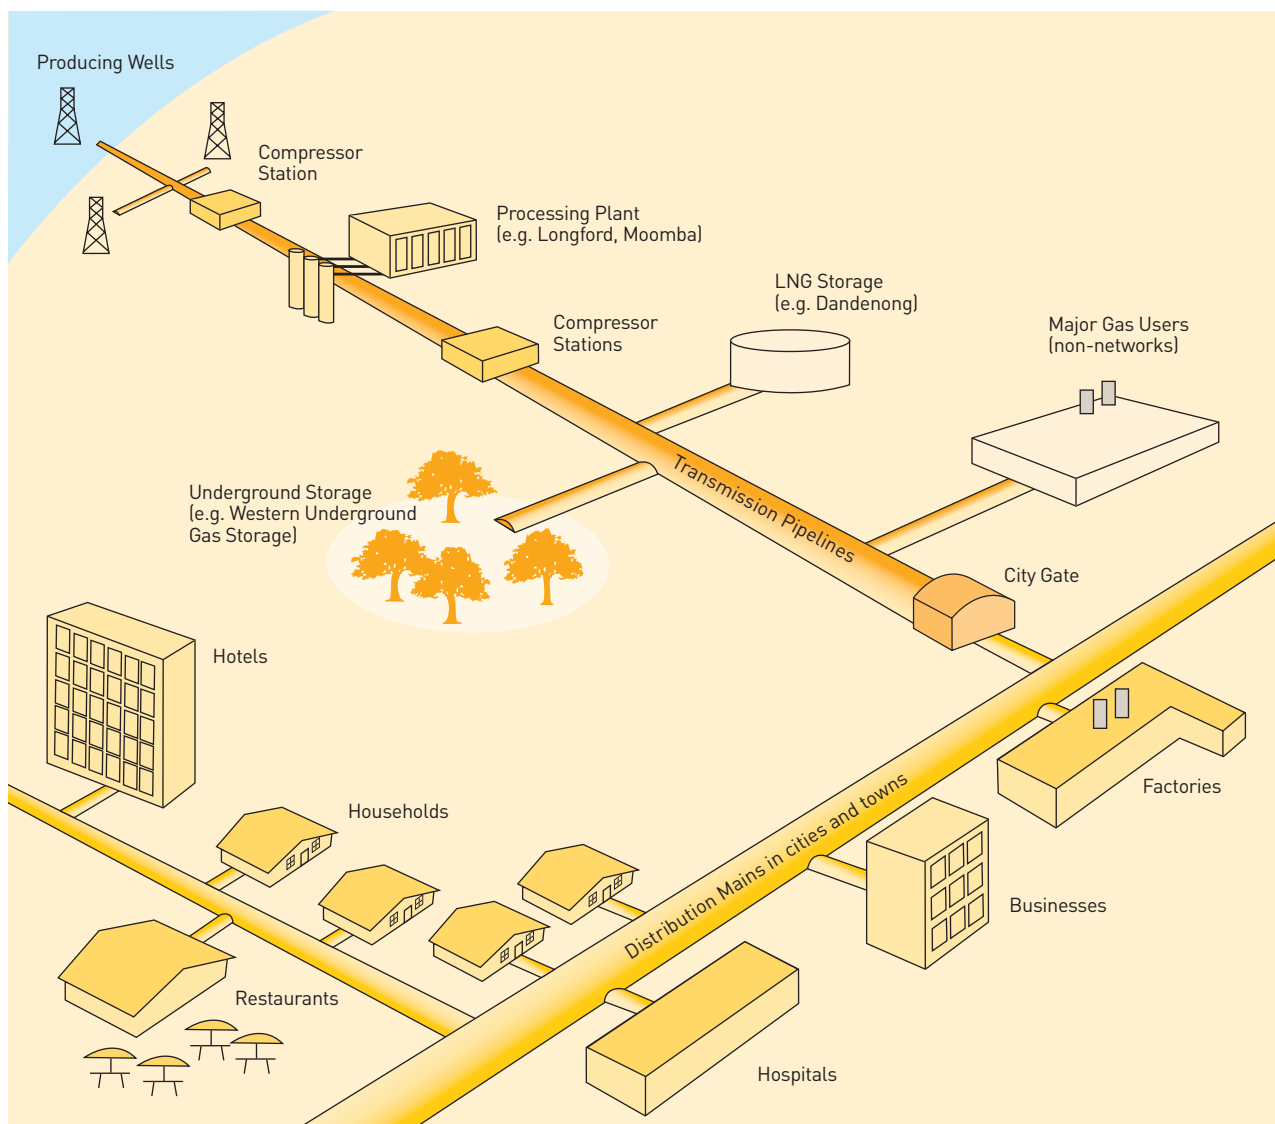 Producing Wells
Compressor
Station
Processing Plant
(e.g. Longford, Moomba)
LNG Storage
(e.g. Dandenong)
Compressor
Stations
Major Gas Users
(non-networks)
Transmission Pipelines
Underground Storage
(e.g. Western Underground
Gas Storage)
City Gate
Hotels
Factories
Households
Distribution Mains in cities and towns
Businesses
Restaurants
Hospitals